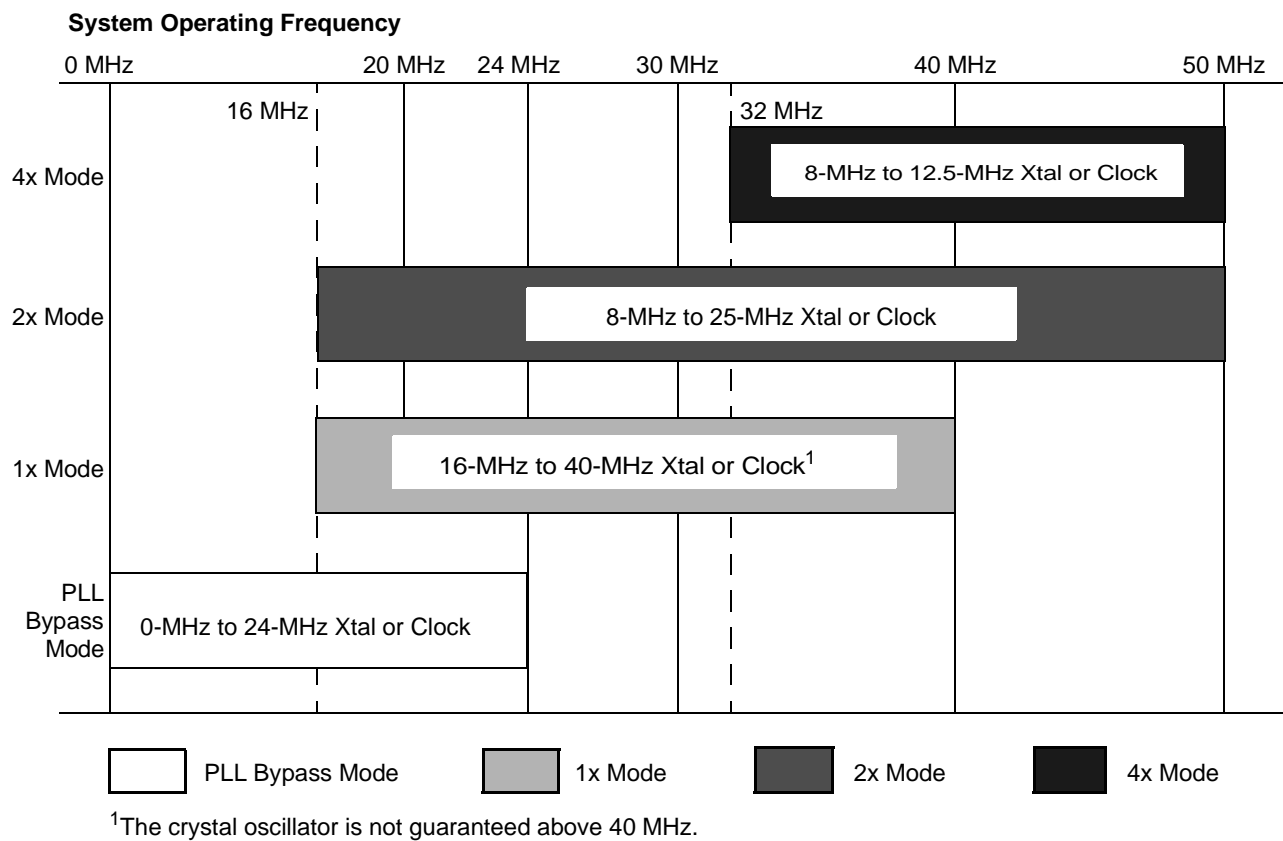 System Operating Frequency
0 MHz 20 MHz 24 MHz 30 MHz 40 MHz 50 MHz
16 MHz 32 MHz
4x Mode 8-MHz to 12.5-MHz Xtal or Clock
2x Mode 8-MHz to 25-MHz Xtal or Clock
1x Mode 16-MHz to 40-MHz Xtal or Clock¹
PLL
Bypass
Mode
0-MHz to 24-MHz Xtal or Clock
PLL Bypass Mode 1x Mode 2x Mode 4x Mode
¹The crystal oscillator is not guaranteed above 40 MHz.